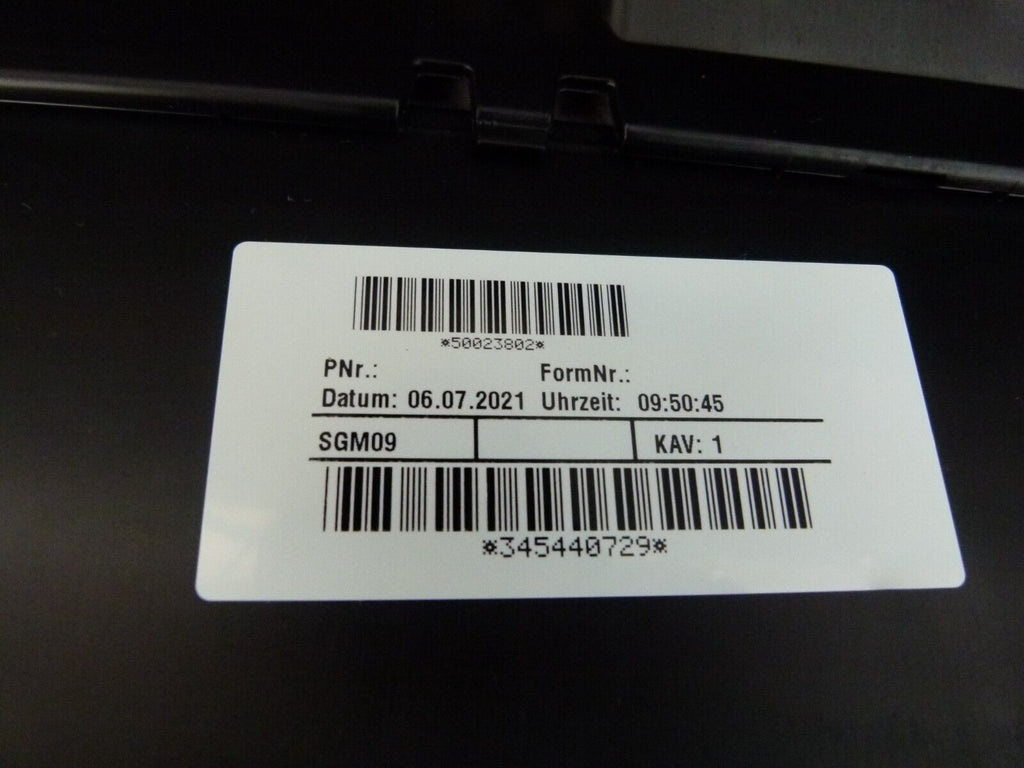 *50023802*
PNr.: FormNr.:
Datum: 06.07.2021 Uhrzeit: 09:50:45
SGM09 KAV: 1
*345440729*